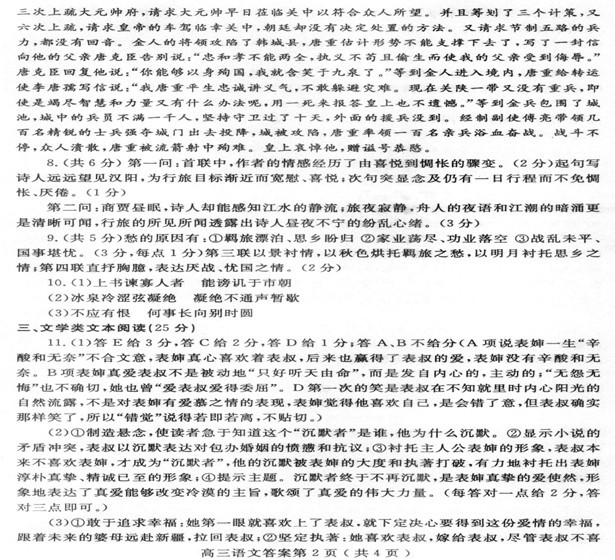 三次上疏大元帅府,请求大元帅早日莅临关中以符合众人所望。并且筹划了三个计策,又
六次上疏,请求皇帝的车驾临幸关中,朝廷却没有决定处置的方法。又请求节制五路的兵
力,都没有回音。金人的将领攻陷了韩城县,唐重估计形势不能支撑下去了,写了一封信
向他的父亲唐克臣告别说:“忠和孝不能两全,执义不苟且偷生而使我的父亲受到侮辱。”
唐克臣回复他说:“你能够以身殉国,我就含笑于九泉了。”等到金人进入境内,唐重给转运
使李唐孺写信说:“我唐重平生忠诚讲义气,不敢躲避灾难。现在关陕一带又没有重兵,即
使是竭尽智慧和力量又有什么办法呢,用一死来报答皇上也不遗憾。”等到金兵包围了城
池,城中的兵员不满一千人,坚持守卫过了十天,外面的援兵没到。经制副使傅亮带领几
百名精锐的士兵强夺城门出去投降,城被攻陷,唐重率领一百名亲兵浴血奋战。战斗不
停,众人溃散,唐重被流箭射中殉难。皇上哀悼他,赠谥号恭愍。
8.(共6分) 第一问:首联中,作者的情感经历了由喜悦到惆怅的骤变。(2分)起句写
诗人远远望见汉阳,为行旅目标渐近而宽慰、喜悦;次句突显念及仍有一日行程而不免惆
怅、厌倦。(1分)
第二问:商贾昼眠,诗人却能感知江水的静流;旅夜寂静,舟人的夜语和江潮的暗涌更
是清晰可闻,行旅的所见所闻透露出诗人昼夜不宁的纷乱心绪。(3分)
9.(共5分)愁的原因有:①羁旅漂泊、思乡盼归 ②家业荡尽、功业落空 ③战乱未平、
国事堪忧。(3分,每点1分)第三联以景衬情,以秋色烘托羁旅之愁,以明月衬托思乡之
情;第四联直抒胸臆,表达厌战、忧国之情。(2分)
10.(1)上书谏寡人者 能谤讥于市朝
(2)冰泉冷涩弦凝绝 凝绝不通声暂歇
(3)不应有恨 何事长向别时圆
三、文学类文本阅读(25分)
11.(1)答E给3分,答C给2分,答D给1分;答A、B不给分(A项说表婶一生“辛
酸和无奈”不合文意,表婶真心喜欢着表叔,后来也赢得了表叔的爱,表婶没有辛酸和无
奈。B项表婶真爱表叔不是被动地“只好听天由命”,而是发自内心的,主动的;“无怨无
悔”也不确切,她也曾“爱表叔爱得委屈”。D第一次的笑是表叔在不知就里时内心阳光的
自然流露,不是对表婶有爱慕之情的表现,表婶觉得他喜欢自己,是会错了意,但表叔确实
那样笑了,所以“错觉”说得若即若离,不贴切。)
(2)①制造悬念,使读者急于知道这个“沉默者”是谁,他为什么沉默。②显示小说的
矛盾冲突,表叔以沉默表达对包办婚姻的愤懑和抗议;③衬托主人公表婶的形象,表叔本
来不喜欢表婶,才成为“沉默者”,他的沉默被表婶的大度和执著打破,有力地衬托出表婶
淳朴真挚、精诚已至的形象;④提示主题。沉默者终于不再沉默,是表婶真挚的爱使然,形
象地表达了真爱能够改变冷漠的主旨,歌颂了真爱的伟大力量。(每答对一点给2分,答
对三点即可。)
(3)①敢于追求幸福:她第一眼就喜欢上了表叔,就下定决心要得到这份爱情的幸福,
跟着未来的婆母远赴新疆,拉回表叔;②坚定执著:她喜欢表叔,嫁给表叔,尽管表叔不喜
高三语文答案第2页(共4页)